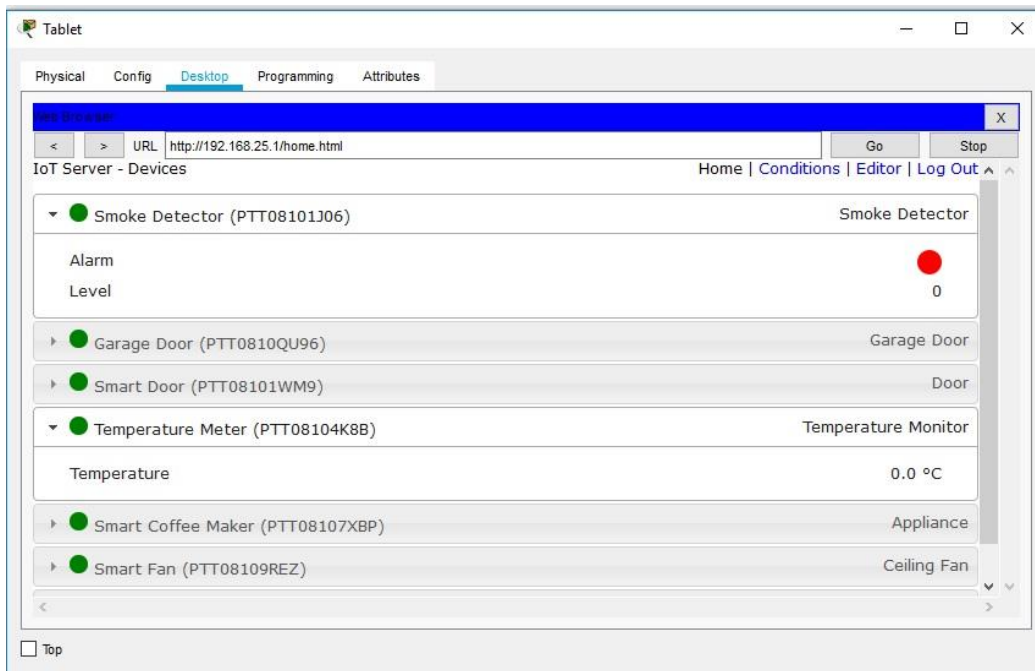 Tablet
Physical Config Desktop Programming Attributes
Web Browser X
< > URL http://192.168.25.1/home.html Go Stop
IoT Server - Devices Home | Conditions | Editor | Log Out
Smoke Detector (PTT08101J06) Smoke Detector
Alarm
Level 0
Garage Door (PTT0810QU96) Garage Door
Smart Door (PTT08101WM9) Door
Temperature Meter (PTT08104K8B) Temperature Monitor
Temperature 0.0 °C
Smart Coffee Maker (PTT08107XBP) Appliance
Smart Fan (PTT08109REZ) Ceiling Fan
Top